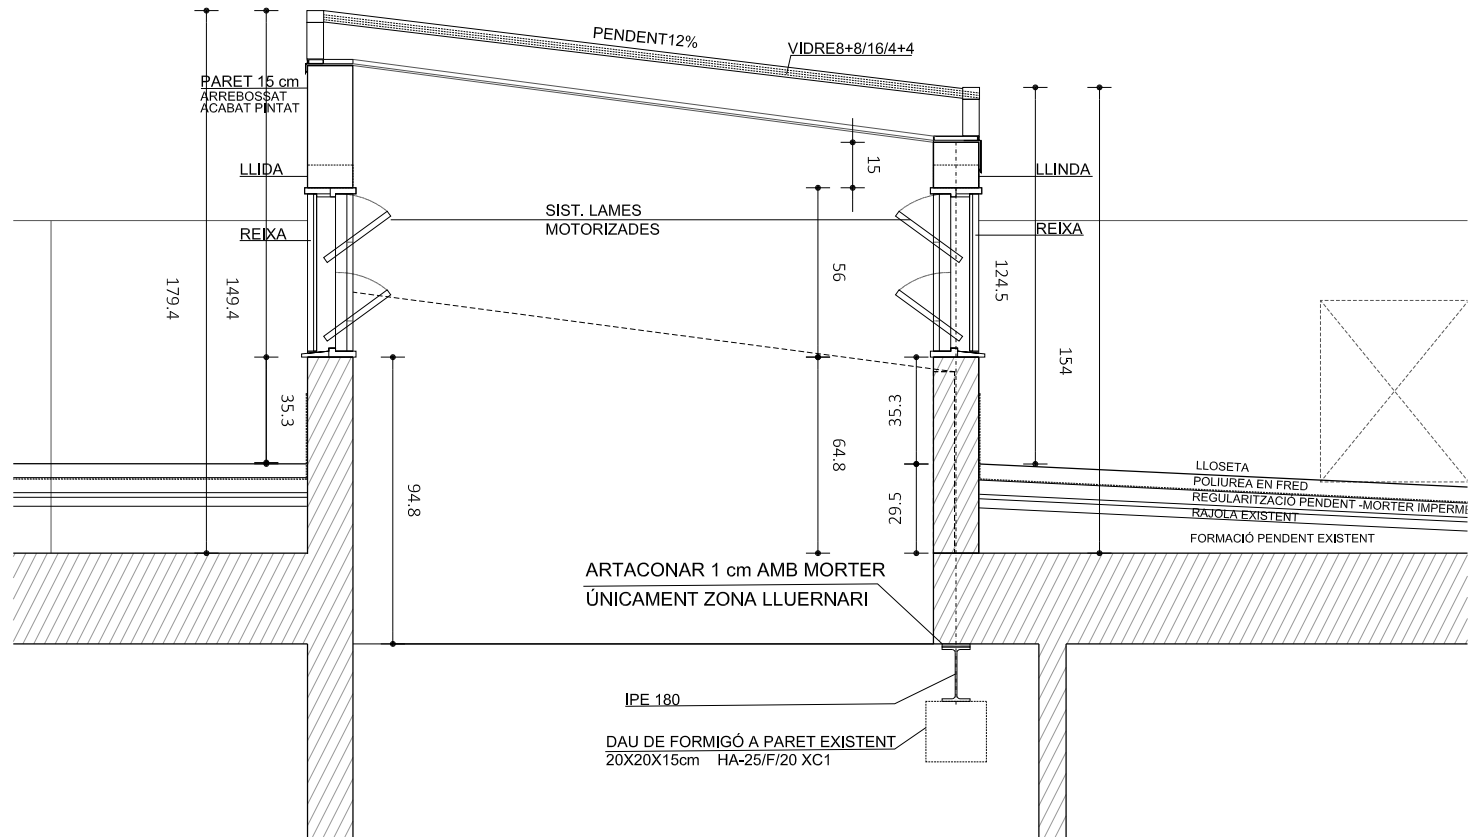 PENDENT12%
VIDRE8+8/16/4+4
PARET 15 cm
ARREBOSSAT
ACABAT PINTAT
15
LLIDA
LLINDA
SIST. LAMES
MOTORIZADES
REIXA
REIXA
179.4
149.4
56
124.5
154
35.3
35.3
64.8
94.8
29.5
LLOSETA
POLIUREA EN FRED
REGULARITZACIÓ PENDENT -MORTER IMPERME
RAJOLA EXISTENT
FORMACIÓ PENDENT EXISTENT
ARTACONAR 1 cm AMB MORTER
ÚNICAMENT ZONA LLUERNARI
IPE 180
DAU DE FORMIGÓ A PARET EXISTENT
20X20X15cm HA-25/F/20 XC1